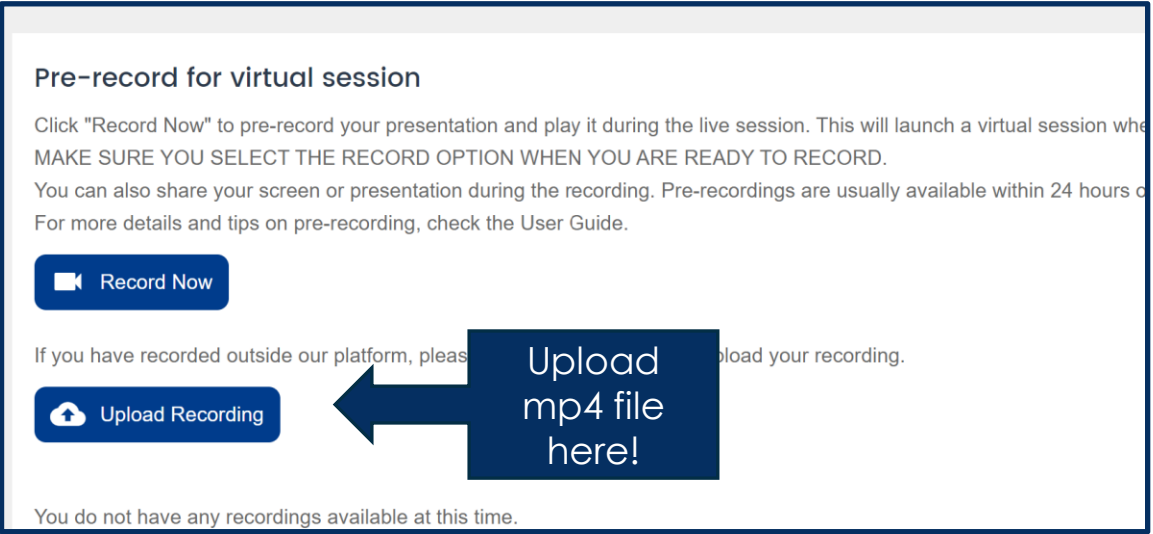 Pre-record for virtual session
Click "Record Now" to pre-record your presentation and play it during the live session. This will launch a virtual session
MAKE SURE YOU SELECT THE RECORD OPTION WHEN YOU ARE READY TO RECORD.
You can also share your screen or presentation during the recording. Pre-recordings are usually available within 24 hours
For more details and tips on pre-recording, check the User Guide.
Record Now
If you have recorded outside our platform, your recording.
Upload Recording
Upload
mp4 file
here!
You do not have any recordings available at this time.